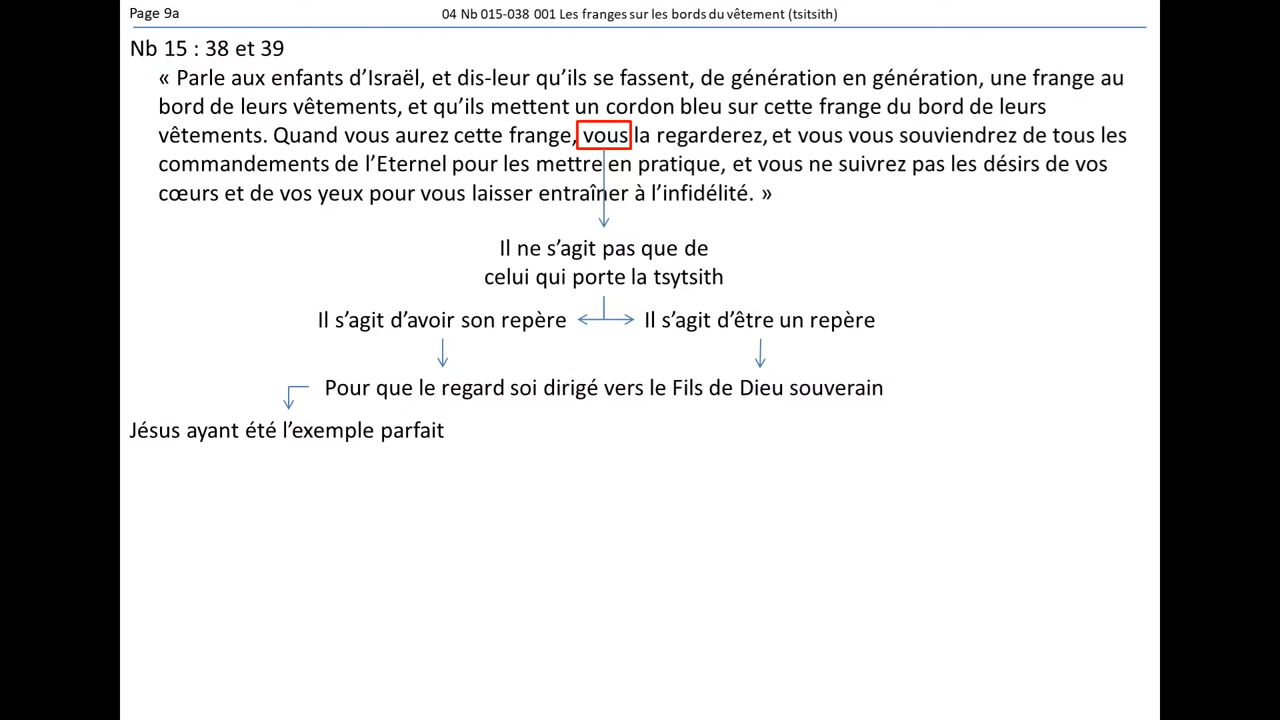 Page 9a
04 Nb 015-038 001 Les franges sur les bords du vêtement (tsitsith)
Nb 15 : 38 et 39
« Parle aux enfants d’Israël, et dis-leur qu’ils se fassent, de génération en génération, une frange au
bord de leurs vêtements, et qu’ils mettent un cordon bleu sur cette frange du bord de leurs
vêtements. Quand vous aurez cette frange, vous la regarderez, et vous vous souviendrez de tous les
commandements de l’Eternel pour les mettre en pratique, et vous ne suivrez pas les désirs de vos
cœurs et de vos yeux pour vous laisser entraîner à l’infidélité. »
Il ne s’agit pas que de
celui qui porte la tsytsith
Il s’agit d’avoir son repère
Il s’agit d’être un repère
Pour que le regard soi dirigé vers le Fils de Dieu souverain
Jésus ayant été l’exemple parfait